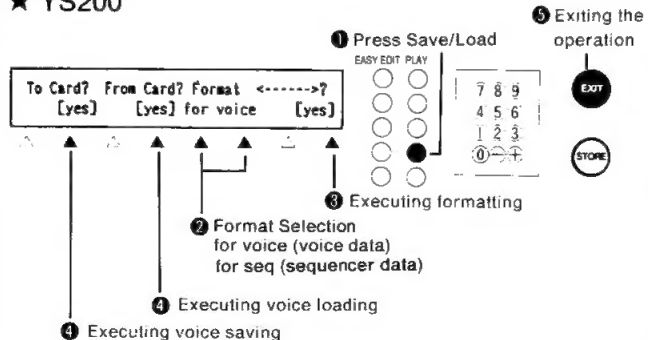 ★ YS200
❺ Exiting the
operation
❶ Press Save/Load
EASY EDIT PLAY
EXIT
To Card? From Card? Format <------>?
[yes] [yes] for voice [yes]
7 8 9
4 5 6
1 2 3
0 − +
STORE
❸ Executing formatting
❷ Format Selection
for voice (voice data)
for seq (sequencer data)
❹ Executing voice loading
❹ Executing voice saving